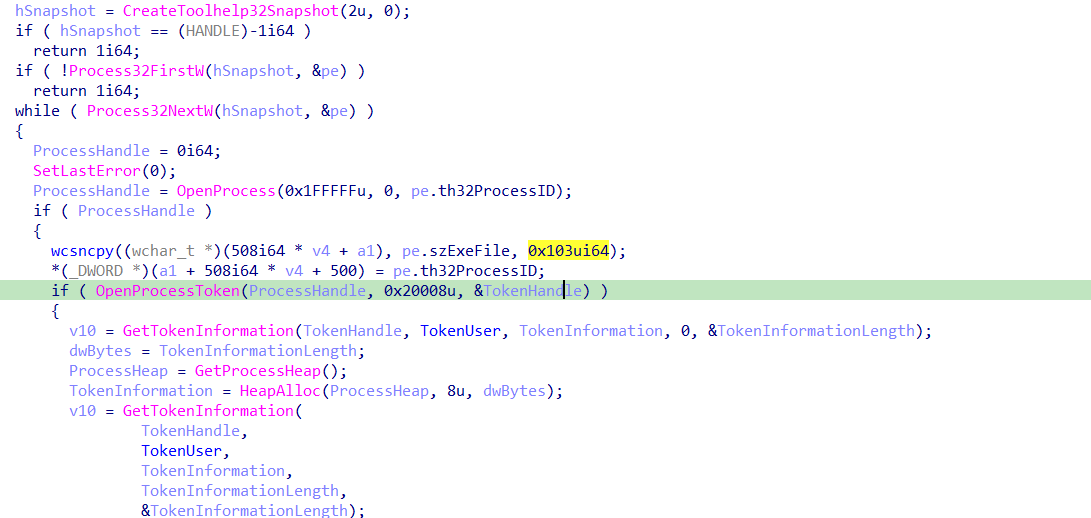 hSnapshot = CreateToolhelp32Snapshot(2u, 0);
if ( hSnapshot == (HANDLE)-1i64 )
return 1i64;
if ( !Process32FirstW(hSnapshot, &pe) )
return 1i64;
while ( Process32NextW(hSnapshot, &pe) )
{
ProcessHandle = 0i64;
SetLastError(0);
ProcessHandle = OpenProcess(0x1FFFFFu, 0, pe.th32ProcessID);
if ( ProcessHandle )
{
wcsncpy((wchar_t *)(508i64 * v4 + a1), pe.szExeFile, 0x103ui64);
*(_DWORD *)(a1 + 508i64 * v4 + 500) = pe.th32ProcessID;
if ( OpenProcessToken(ProcessHandle, 0x20008u, &TokenHandle) )
{
v10 = GetTokenInformation(TokenHandle, TokenUser, TokenInformation, 0, &TokenInformationLength);
dwBytes = TokenInformationLength;
ProcessHeap = GetProcessHeap();
TokenInformation = HeapAlloc(ProcessHeap, 8u, dwBytes);
v10 = GetTokenInformation(
TokenHandle,
TokenUser,
TokenInformation,
TokenInformationLength,
&TokenInformationLength);